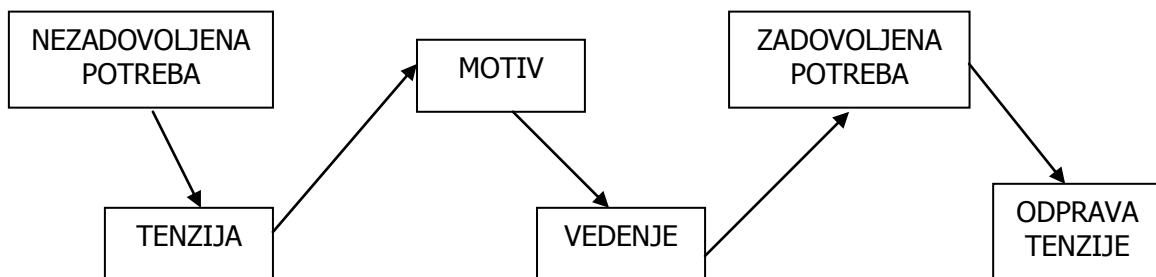 NEZADOVOLJENA
POTREBA
TENZIJA
MOTIV
VEDENJE
ZADOVOLJENA
POTREBA
ODPRAVA
TENZIJE